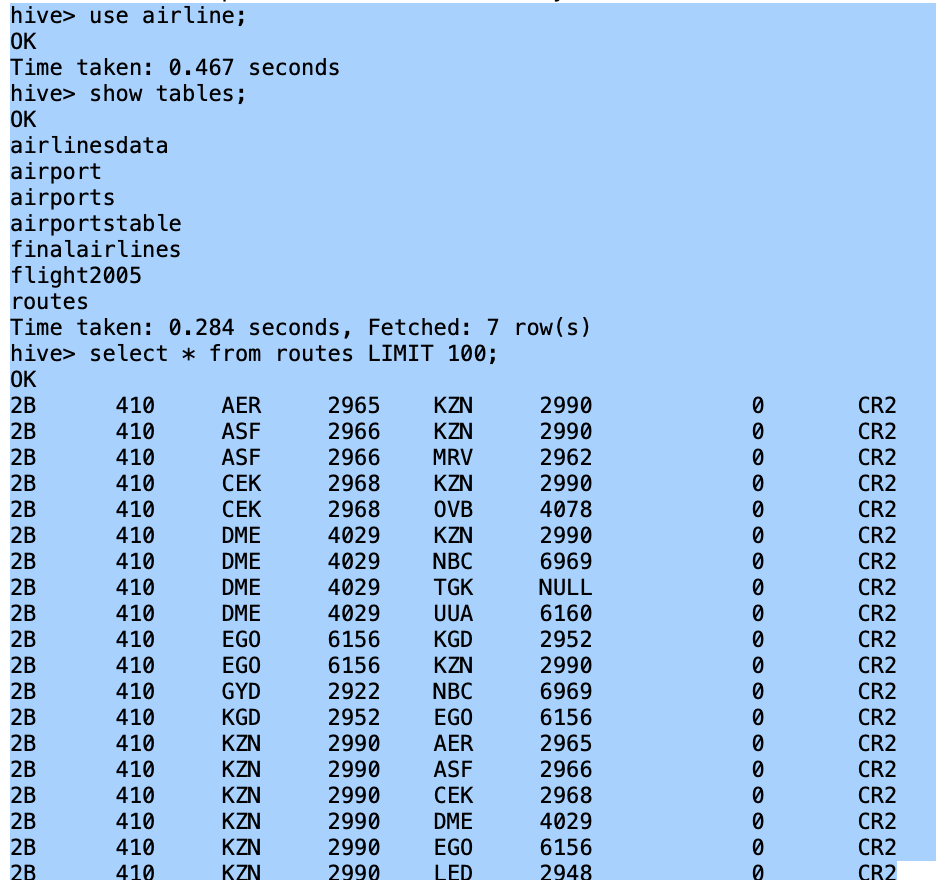 hive> use airline;
OK
Time taken: 0.467 seconds
hive> show tables;
OK
airlinesdata
airport
airports
airportstable
finalairlines
flight2005
routes
Time taken: 0.284 seconds, Fetched: 7 row(s)
hive> select * from routes LIMIT 100;
OK
2B	410	AER	2965	KZN	2990		0	CR2
2B	410	ASF	2966	KZN	2990		0	CR2
2B	410	ASF	2966	MRV	2962		0	CR2
2B	410	CEK	2968	KZN	2990		0	CR2
2B	410	CEK	2968	OVB	4078		0	CR2
2B	410	DME	4029	KZN	2990		0	CR2
2B	410	DME	4029	NBC	6969		0	CR2
2B	410	DME	4029	TGK	NULL		0	CR2
2B	410	DME	4029	UUA	6160		0	CR2
2B	410	EGO	6156	KGD	2952		0	CR2
2B	410	EGO	6156	KZN	2990		0	CR2
2B	410	GYD	2922	NBC	6969		0	CR2
2B	410	KGD	2952	EGO	6156		0	CR2
2B	410	KZN	2990	AER	2965		0	CR2
2B	410	KZN	2990	ASF	2966		0	CR2
2B	410	KZN	2990	CEK	2968		0	CR2
2B	410	KZN	2990	DME	4029		0	CR2
2B	410	KZN	2990	EGO	6156		0	CR2
2B	410	KZN	2990	LED	2948		0	CR2